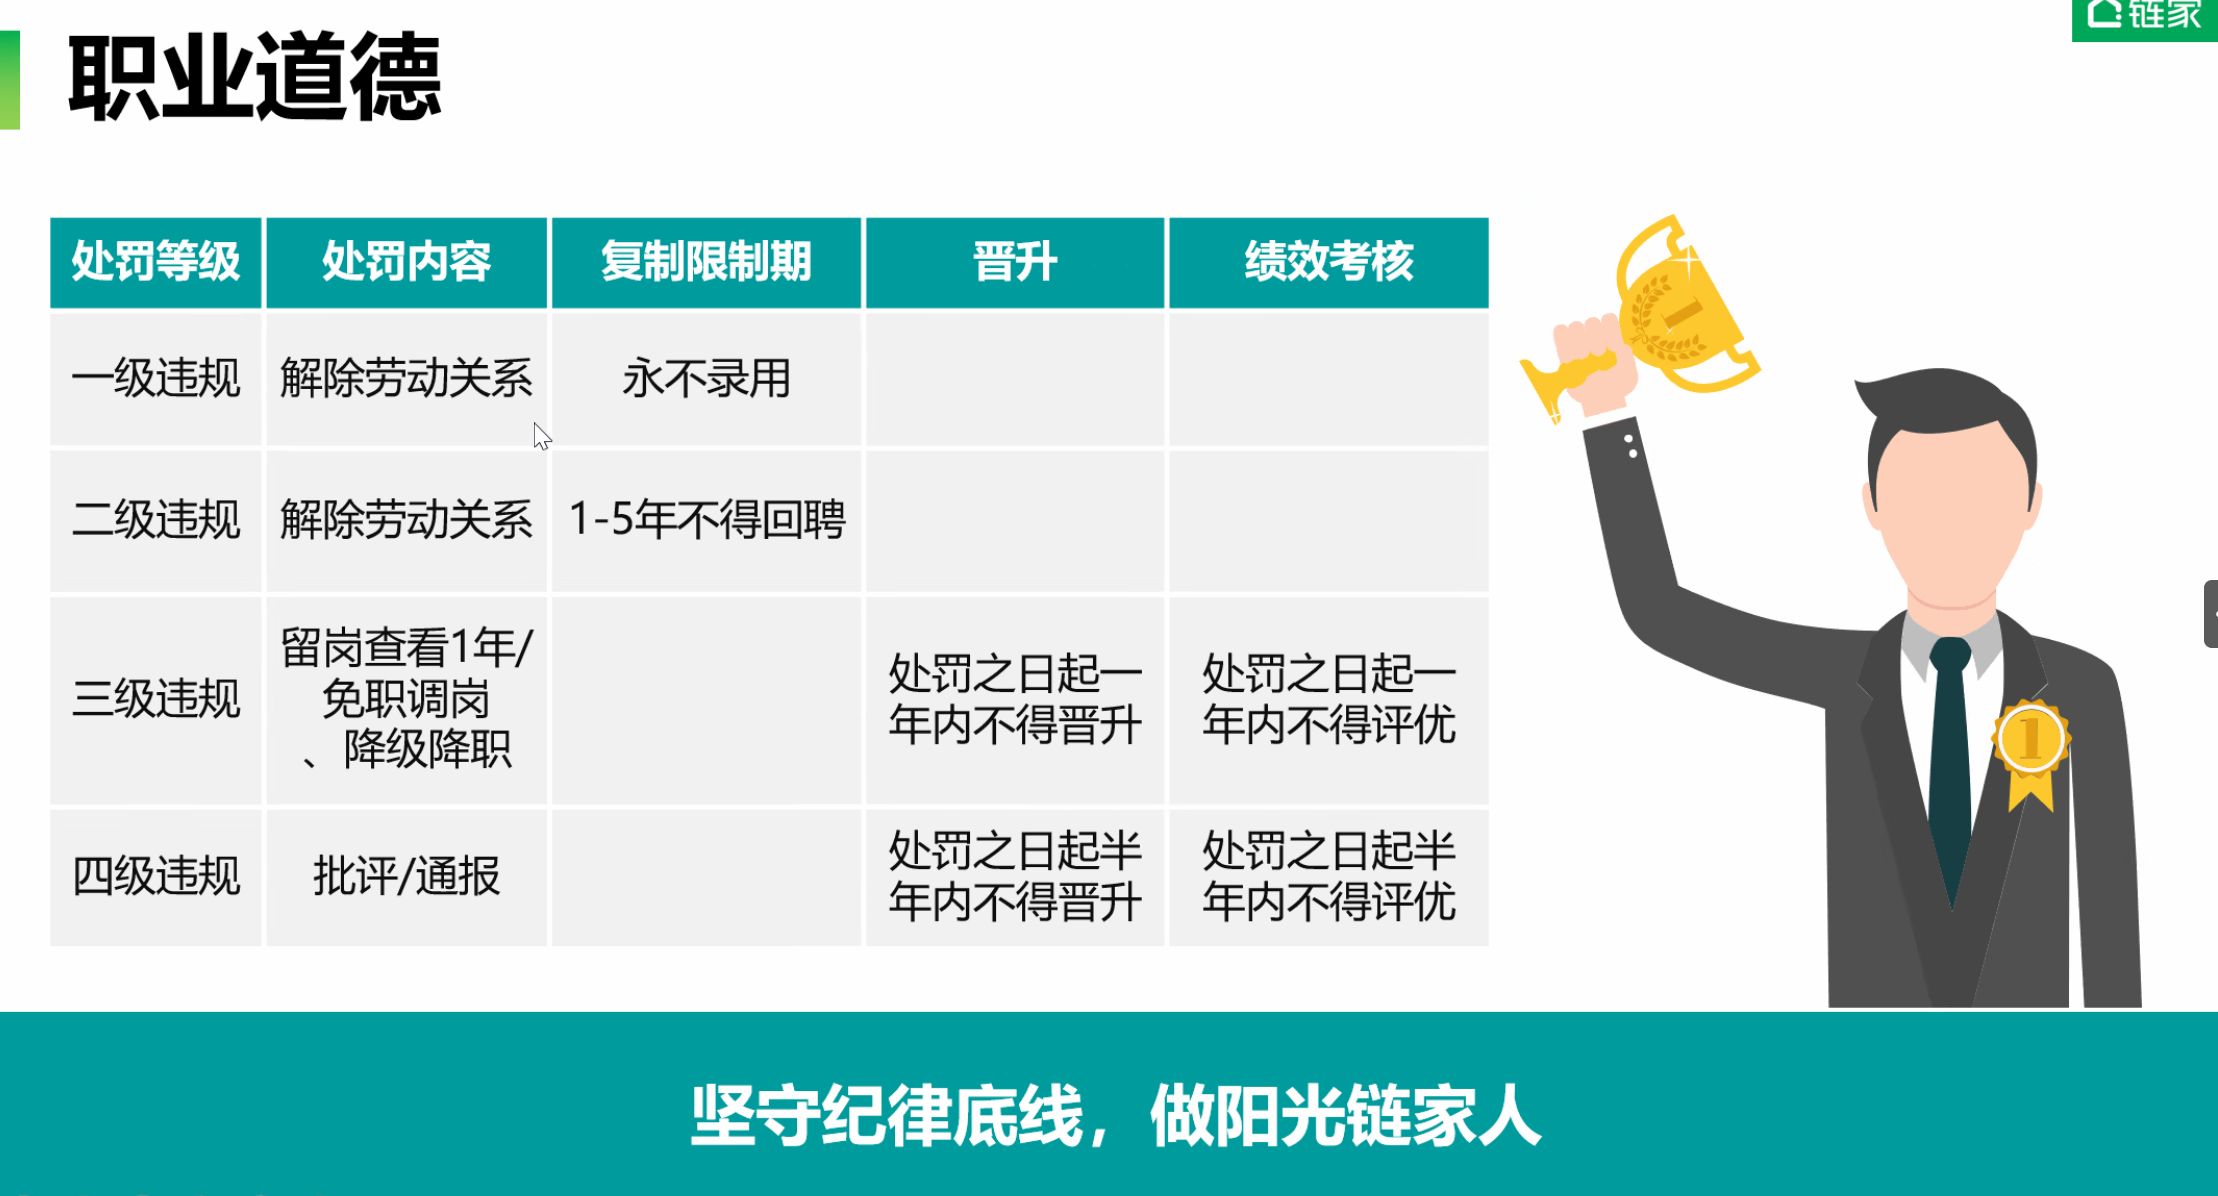 链家
职业道德
处罚等级 处罚内容 复制限制期 晋升 绩效考核
一级违规 解除劳动关系 永不录用
二级违规 解除劳动关系 1-5年不得回聘
三级违规
留岗查看1年/
免职调岗
、降级降职
处罚之日起一
年内不得晋升
处罚之日起一
年内不得评优
四级违规 批评/通报
处罚之日起半
年内不得晋升
处罚之日起半
年内不得评优
1
坚守纪律底线，做阳光链家人